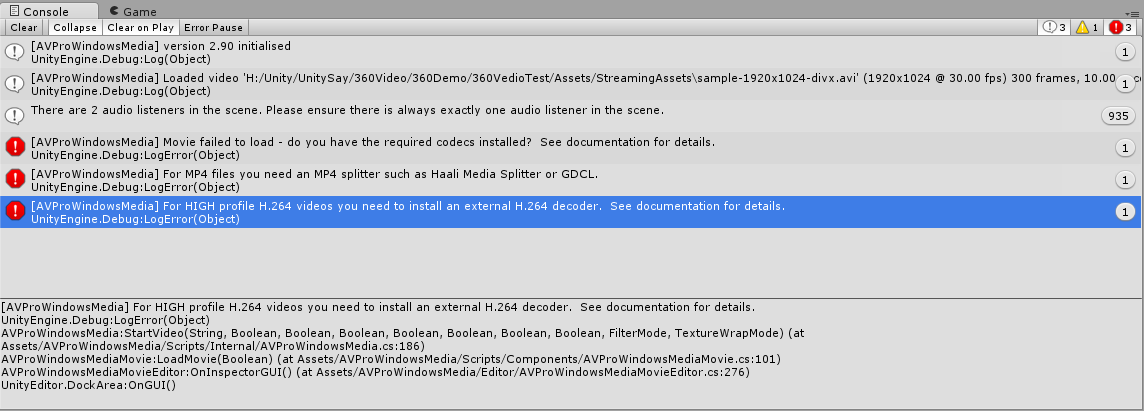 Console Game
Clear Collapse Clear on Play Error Pause 3 1 3
[AVProWindowsMedia] version 2.90 initialised
UnityEngine.Debug:Log(Object)
1
[AVProWindowsMedia] Loaded video 'H:/Unity/UnitySay/360Video/360Demo/360VedioTest/Assets/StreamingAssets\sample-1920x1024-divx.avi' (1920x1024 @ 30.00 fps) 300 frames, 10.00
UnityEngine.Debug:Log(Object)
1
There are 2 audio listeners in the scene. Please ensure there is always exactly one audio listener in the scene.
935
[AVProWindowsMedia] Movie failed to load - do you have the required codecs installed?  See documentation for details.
UnityEngine.Debug:LogError(Object)
1
[AVProWindowsMedia] For MP4 files you need an MP4 splitter such as Haali Media Splitter or GDCL.
UnityEngine.Debug:LogError(Object)
1
[AVProWindowsMedia] For HIGH profile H.264 videos you need to install an external H.264 decoder.  See documentation for details.
UnityEngine.Debug:LogError(Object)
1
[AVProWindowsMedia] For HIGH profile H.264 videos you need to install an external H.264 decoder.  See documentation for details.
UnityEngine.Debug:LogError(Object)
AVProWindowsMedia:StartVideo(String, Boolean, Boolean, Boolean, Boolean, Boolean, Boolean, Boolean, FilterMode, TextureWrapMode) (at
Assets/AVProWindowsMedia/Scripts/Internal/AVProWindowsMedia.cs:186)
AVProWindowsMediaMovie:LoadMovie(Boolean) (at Assets/AVProWindowsMedia/Scripts/Components/AVProWindowsMediaMovie.cs:101)
AVProWindowsMediaMovieEditor:OnInspectorGUI() (at Assets/AVProWindowsMedia/Editor/AVProWindowsMediaMovieEditor.cs:276)
UnityEditor.DockArea:OnGUI()